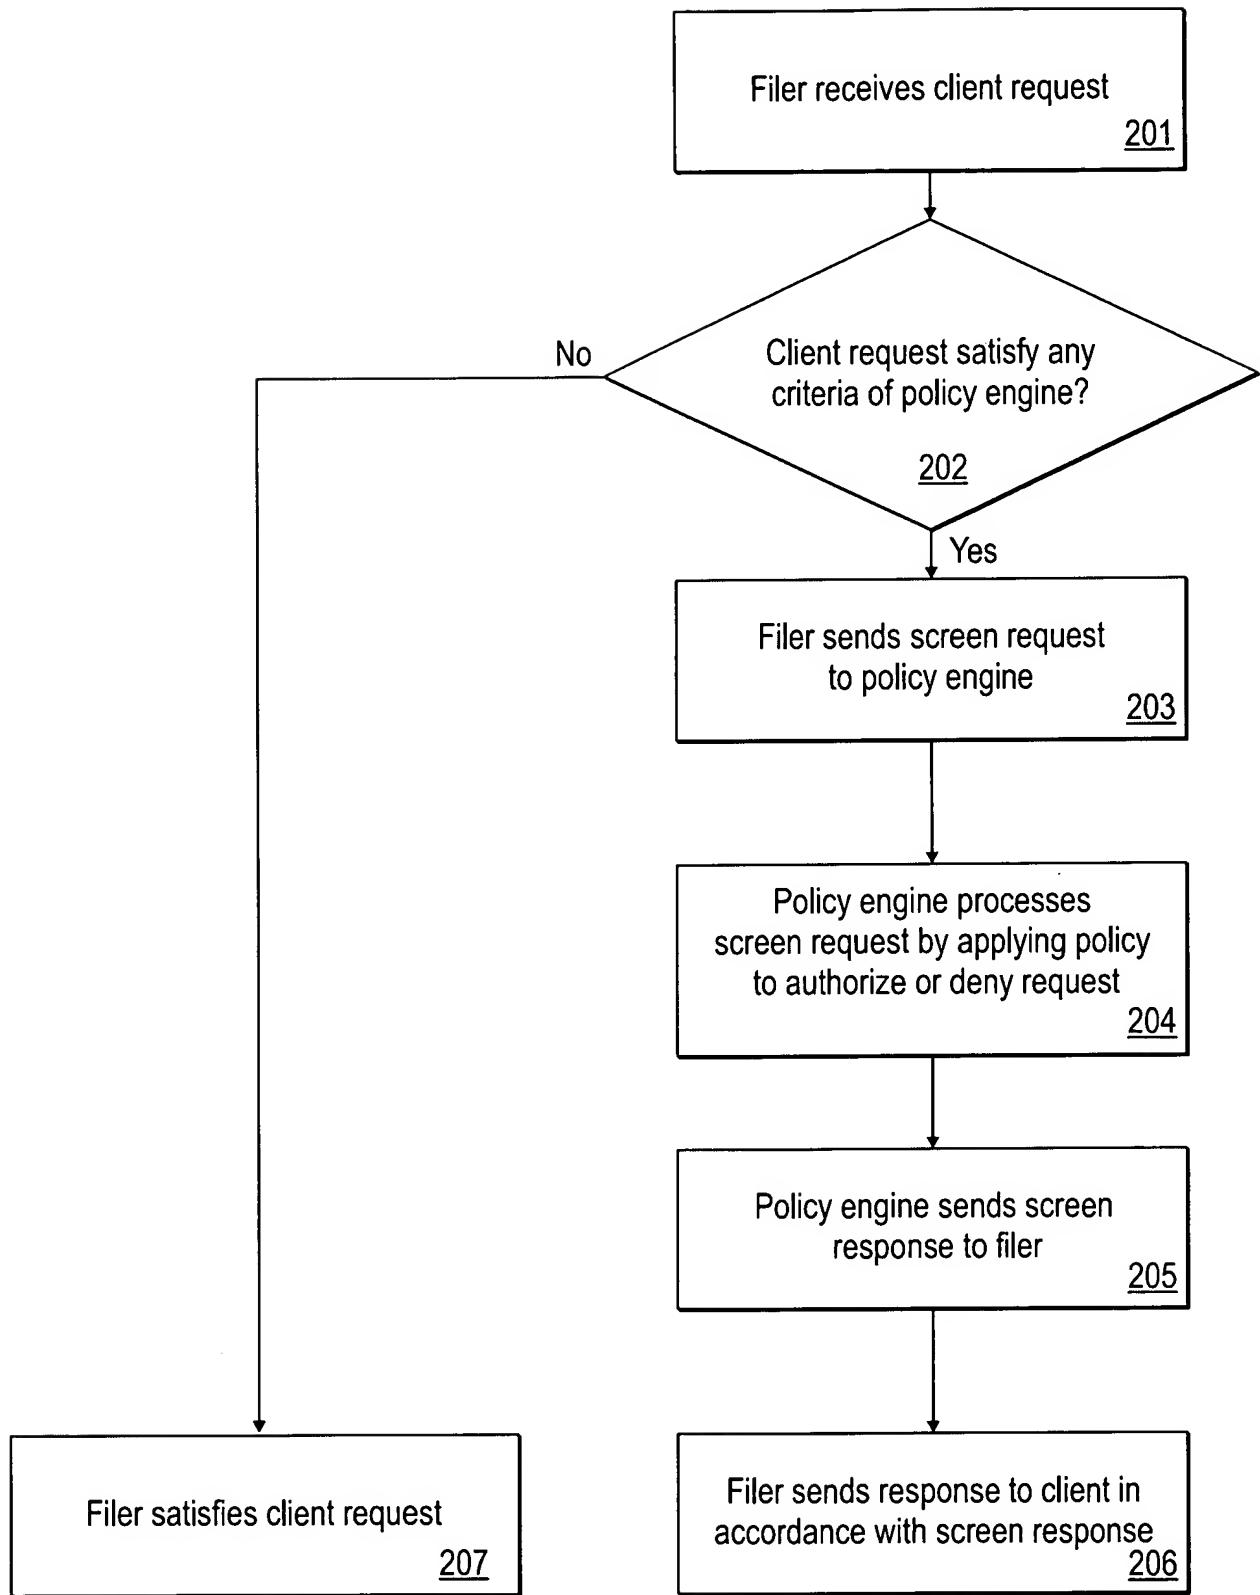 Filer receives client request
201
Client request satisfy any
criteria of policy engine?
202
No
Yes
Filer sends screen request
to policy engine
203
Policy engine processes
screen request by applying policy
to authorize or deny request
204
Policy engine sends screen
response to filer
205
Filer satisfies client request
207
Filer sends response to client in
accordance with screen response
206